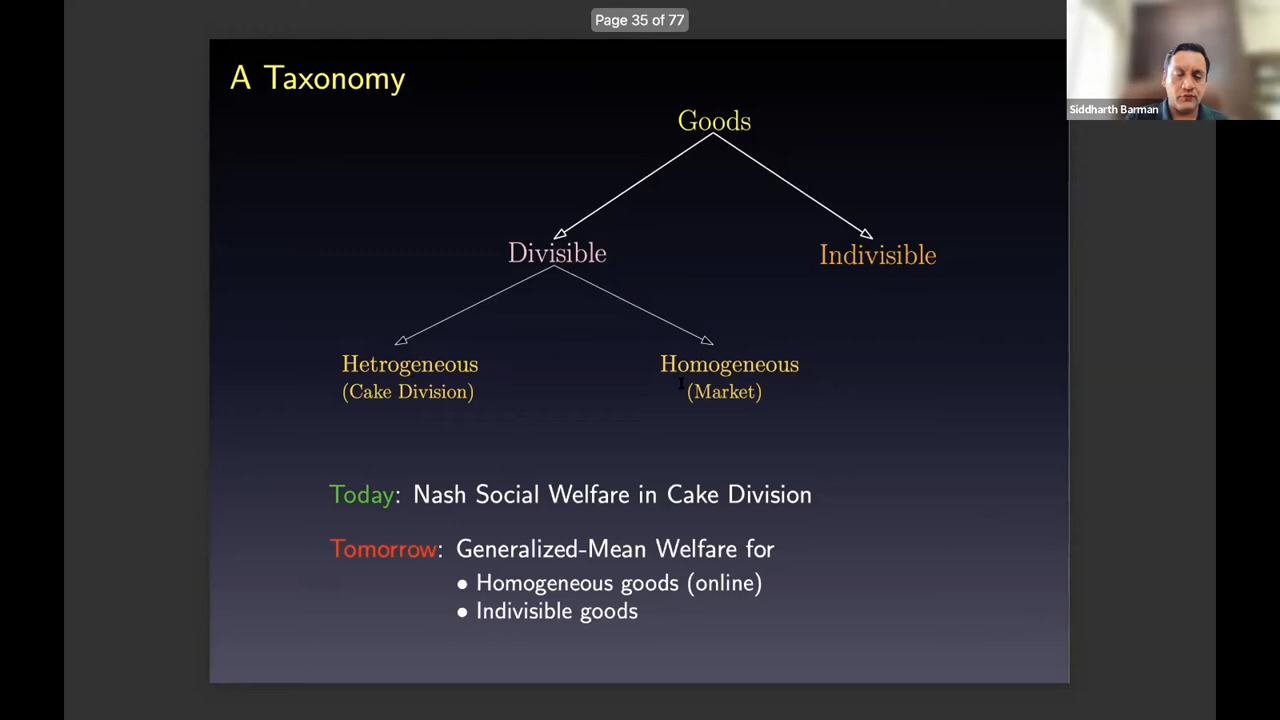 Page 35 of 77
Siddharth Barman
A Taxonomy
Goods
Divisible
Indivisible
Hetrogeneous
(Cake Division)
Homogeneous
(Market)
Today: Nash Social Welfare in Cake Division
Tomorrow: Generalized-Mean Welfare for
• Homogeneous goods (online)
• Indivisible goods